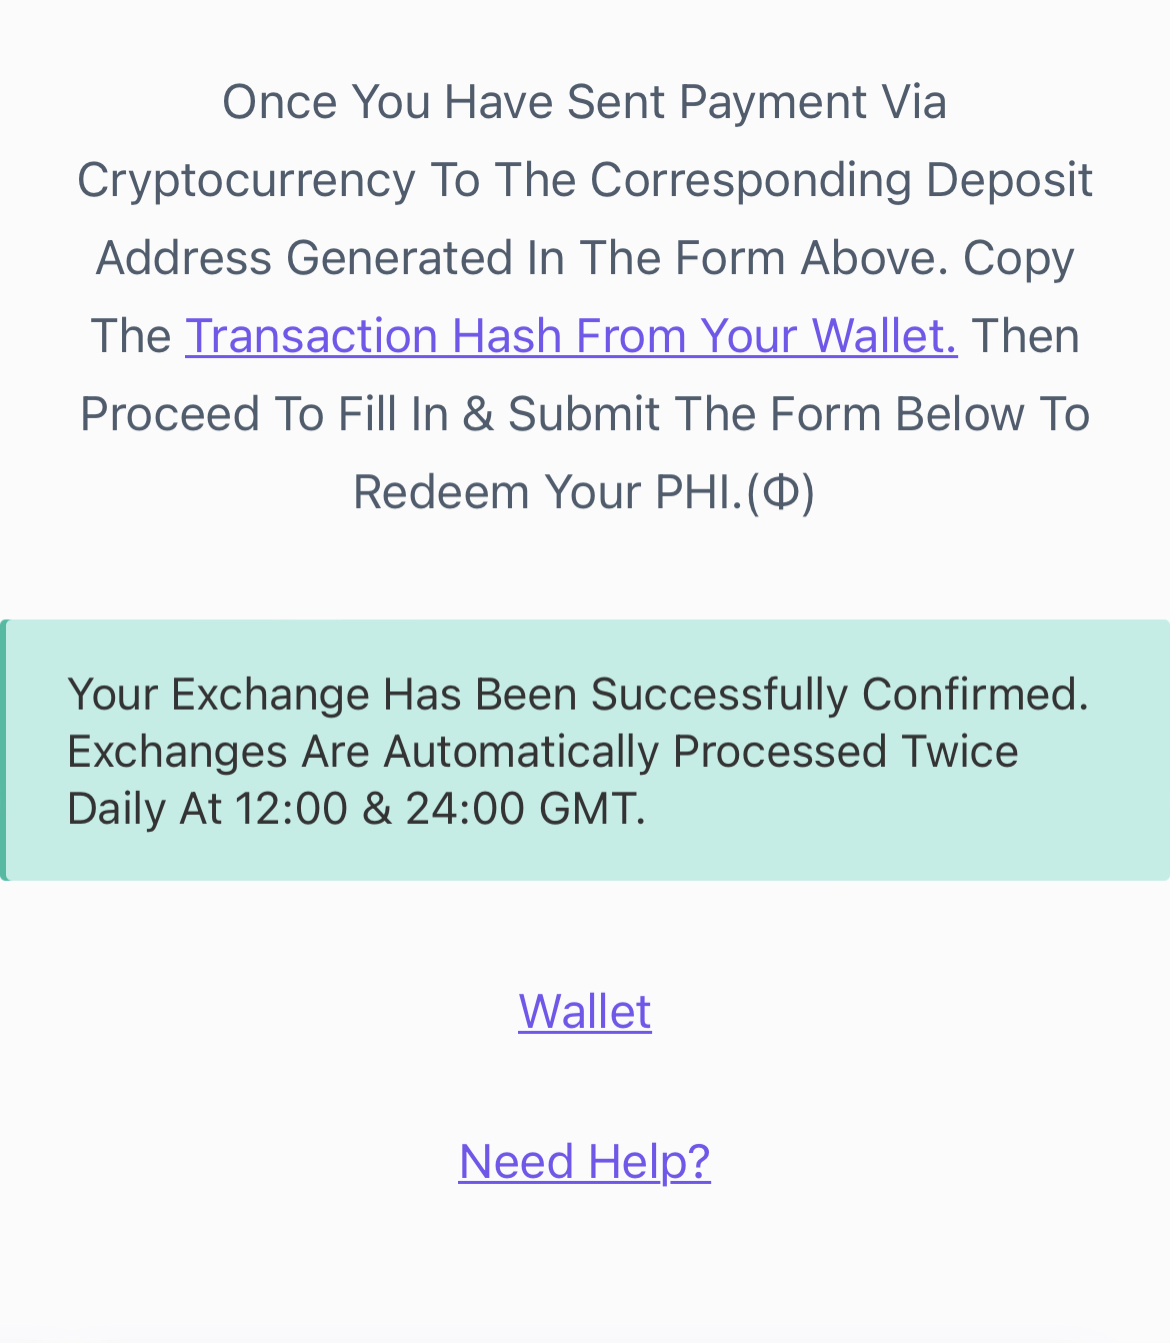 Once You Have Sent Payment Via
Cryptocurrency To The Corresponding Deposit
Address Generated In The Form Above. Copy
The Transaction Hash From Your Wallet. Then
Proceed To Fill In & Submit The Form Below To
Redeem Your PHI.(Φ)
Your Exchange Has Been Successfully Confirmed.
Exchanges Are Automatically Processed Twice
Daily At 12:00 & 24:00 GMT.
Wallet
Need Help?